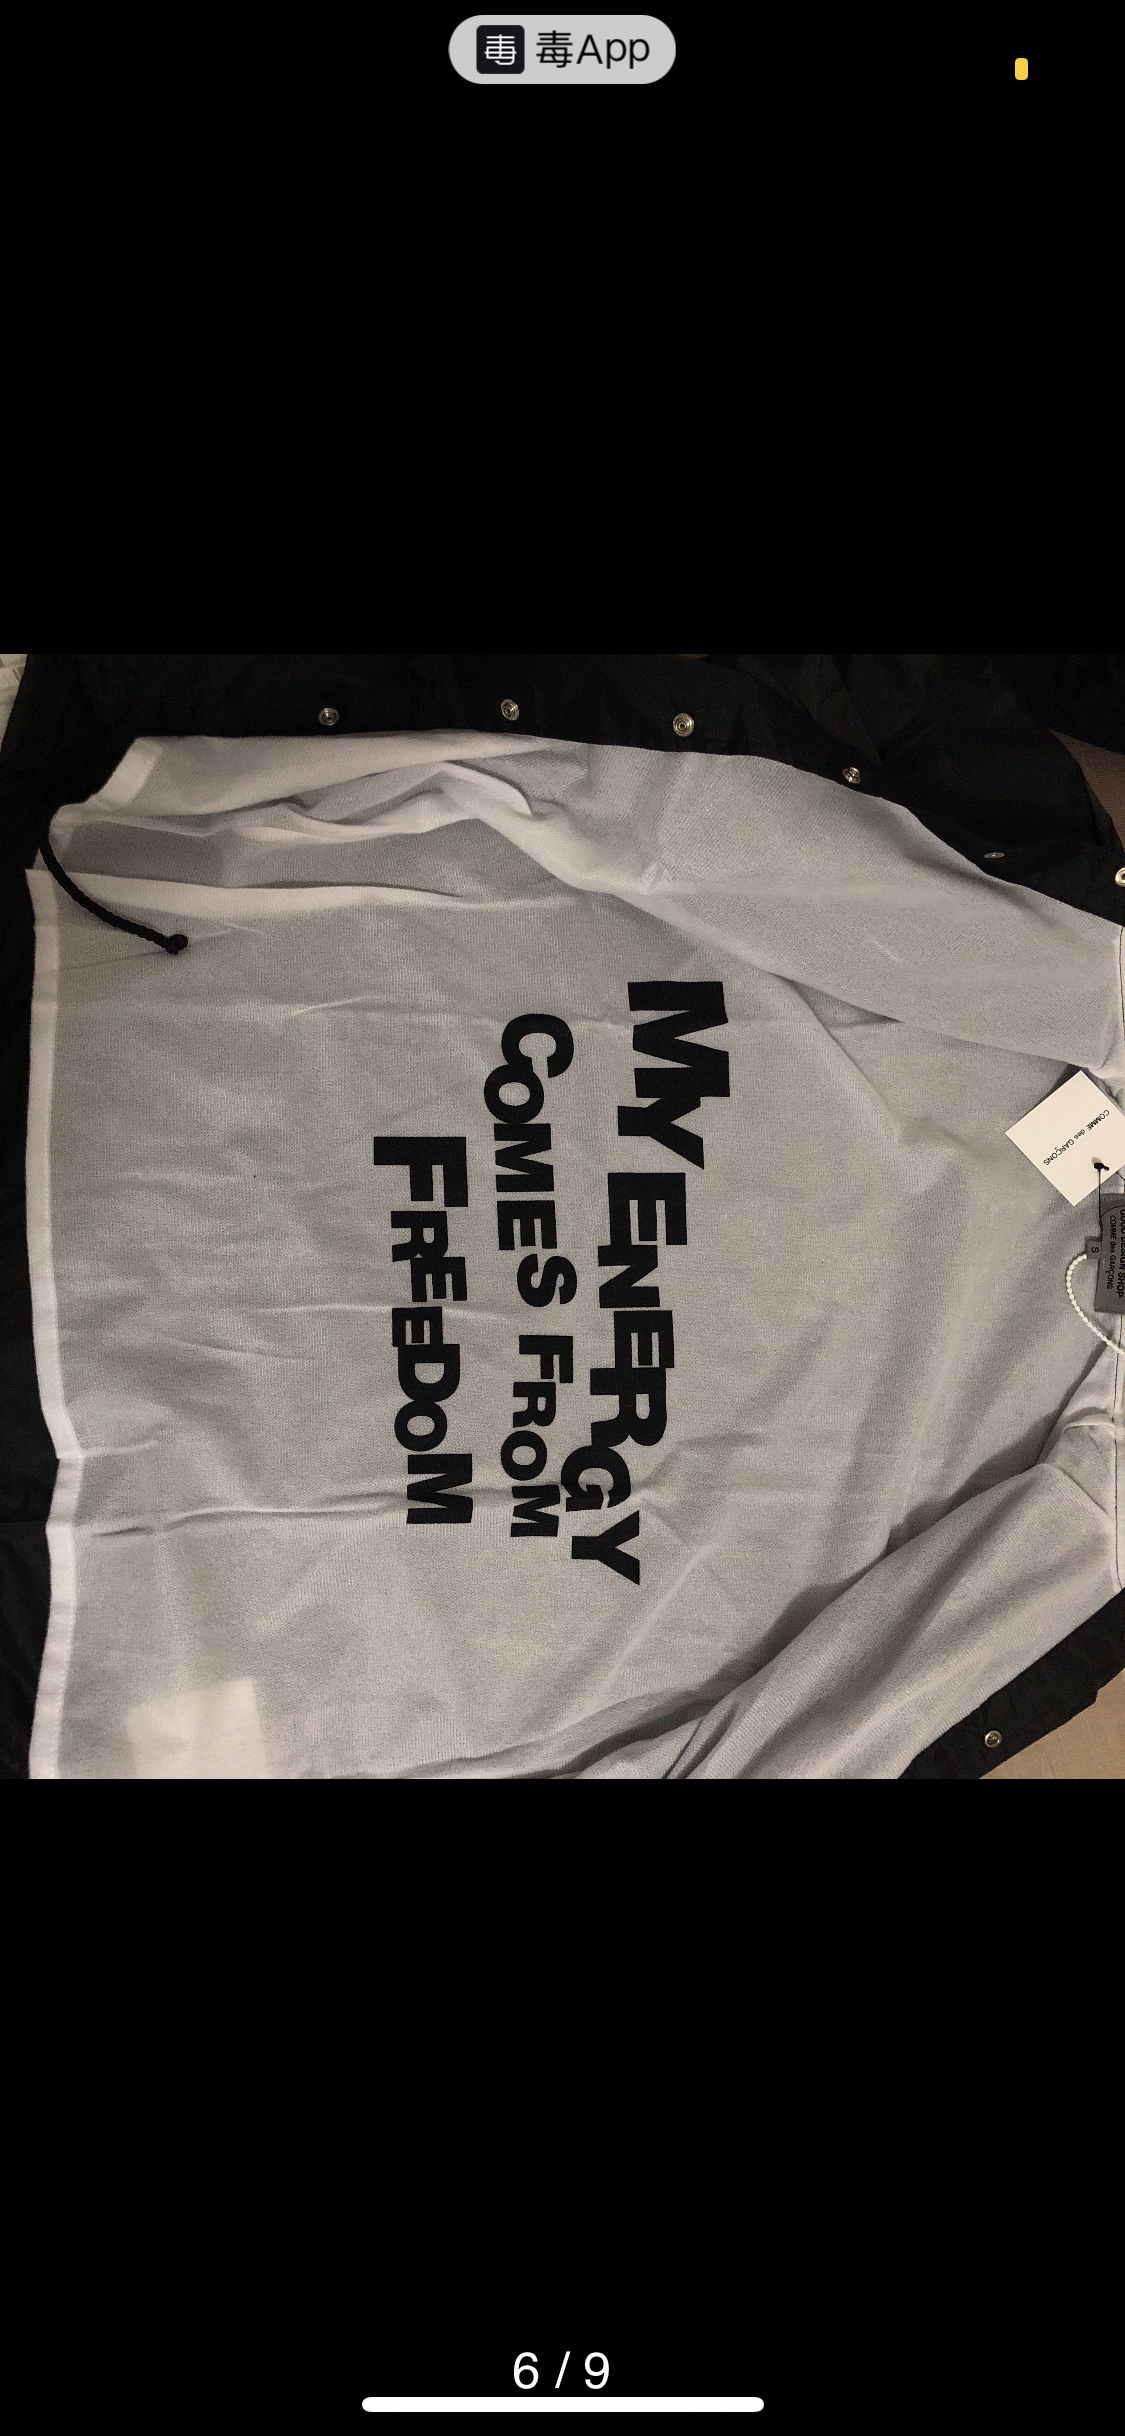 毒 毒App
MY ENERGY
COMES FROM
FREEDOM
COMME des GARÇONS
GOOD DESIGN SHOP
COMME des GARÇONS
S
6 / 9